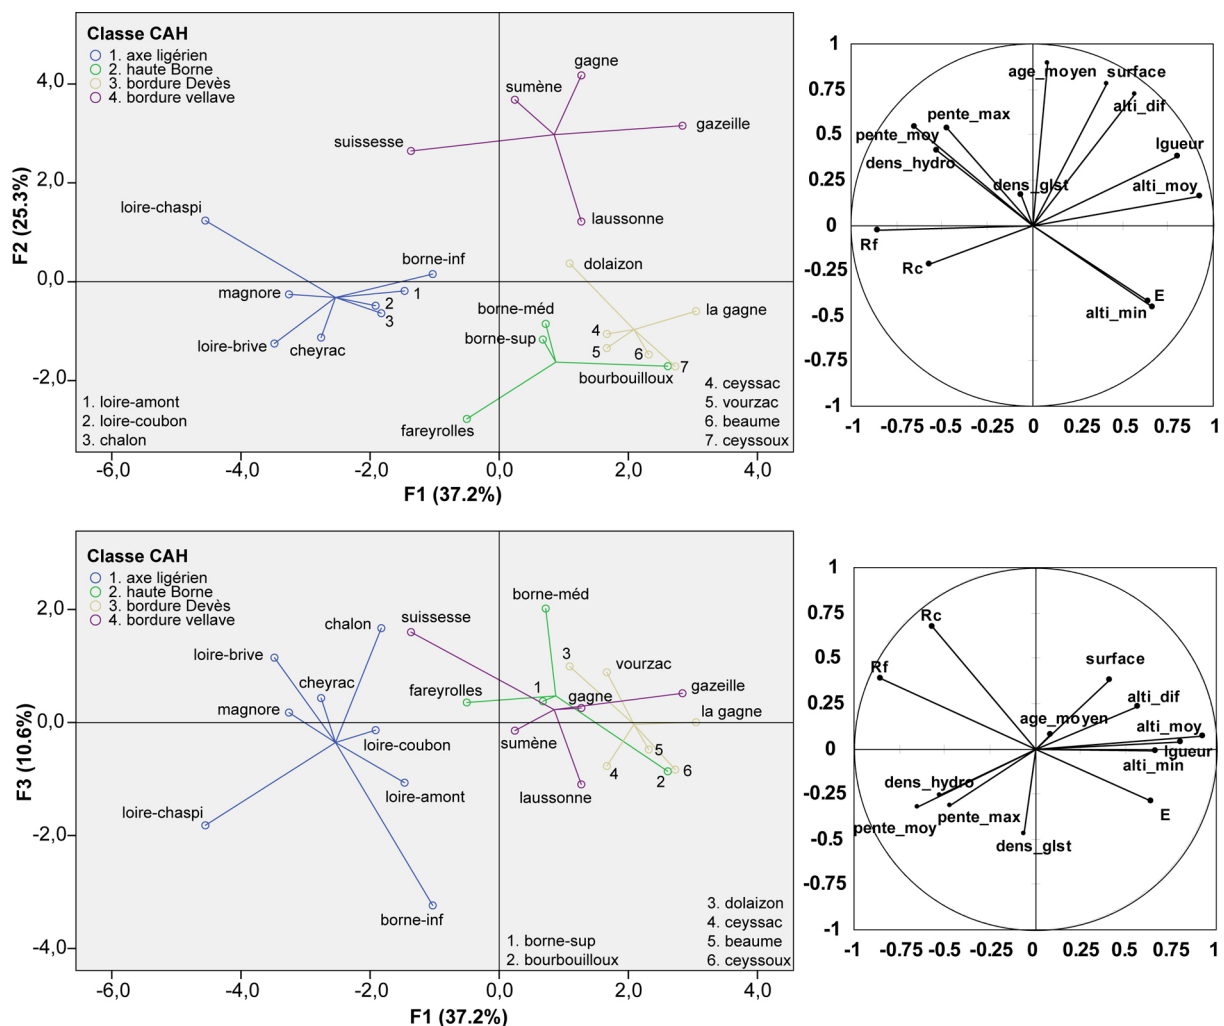 Classe CAH
1. axe ligérien
2. haute Borne
3. bordure Devès
4. bordure vellave
4,0
2,0
0,0
-2,0
F2 (25.3%)
gagne
sumène
gazeille
suissesse
laussonne
loire-chaspi
borne-inf
dolaizon
magnore
1
2
3
loire-brive
cheyrac
borne-méd
borne-sup
la gagne
4
5
6
7
bourbouilloux
fareyrolles
1. loire-amont
2. loire-coubon
3. chalon
4. ceyssac
5. vourzac
6. beaume
7. ceyssoux
-6,0 -4,0 -2,0 0,0 2,0 4,0
F1 (37.2%)
1
0.75
0.5
0.25
0
-0.25
-0.5
-0.75
-1
age_moyen
surface
alti_dif
pente_max
pente_moy
dens_hydro
lgueur
dens_glst
alti_moy
Rf
Rc
E
alti_min
-1 -0.75 -0.5 -0.25 0 0.25 0.5 0.75 1
Classe CAH
1. axe ligérien
2. haute Borne
3. bordure Devès
4. bordure vellave
2,0
0,0
-2,0
-4,0
F3 (10.6%)
borne-méd
suissesse
chalon
loire-brive
3
vourzac
cheyrac
fareyrolles
1
gagne
gazeille
magnore
la gagne
loire-coubon
sumène
5
4
2
6
loire-amont
laussonne
loire-chaspi
borne-inf
1. borne-sup
2. bourbouilloux
3. dolaizon
4. ceyssac
5. beaume
6. ceyssoux
-6,0 -4,0 -2,0 0,0 2,0 4,0
F1 (37.2%)
1
0.75
0.5
0.25
0
-0.25
-0.5
-0.75
-1
Rc
Rf
surface
alti_dif
age_moyen
alti_moy
lgueur
alti_min
dens_hydro
pente_max
pente_moy
E
dens_glst
-1 -0.75 -0.5 -0.25 0 0.25 0.5 0.75 1